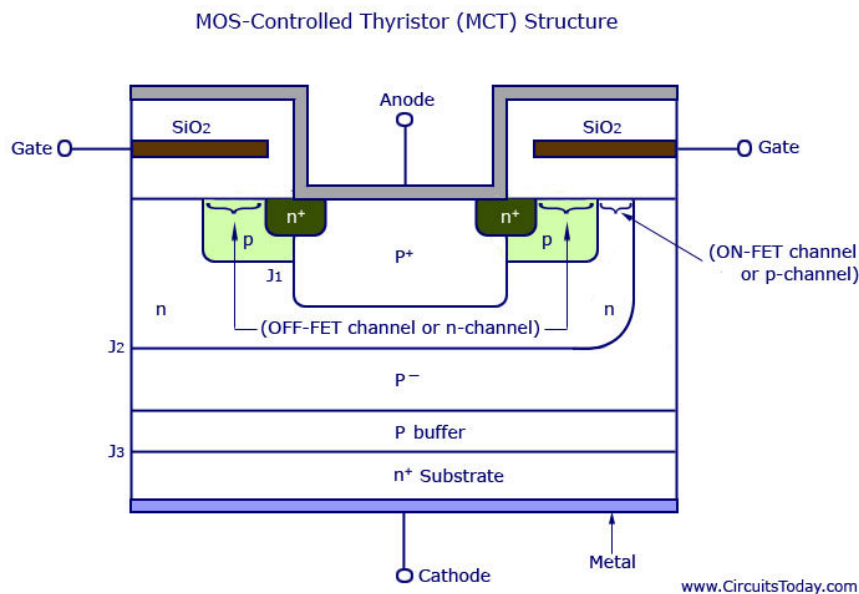 MOS-Controlled Thyristor (MCT) Structure
Anode
SiO2
SiO2
Gate
Gate
n+
n+
p
p
P+
J1
(ON-FET channel
or p-channel)
n
n
(OFF-FET channel or n-channel)
J2
P−
P buffer
J3
n+ Substrate
Metal
Cathode
www.CircuitsToday.com